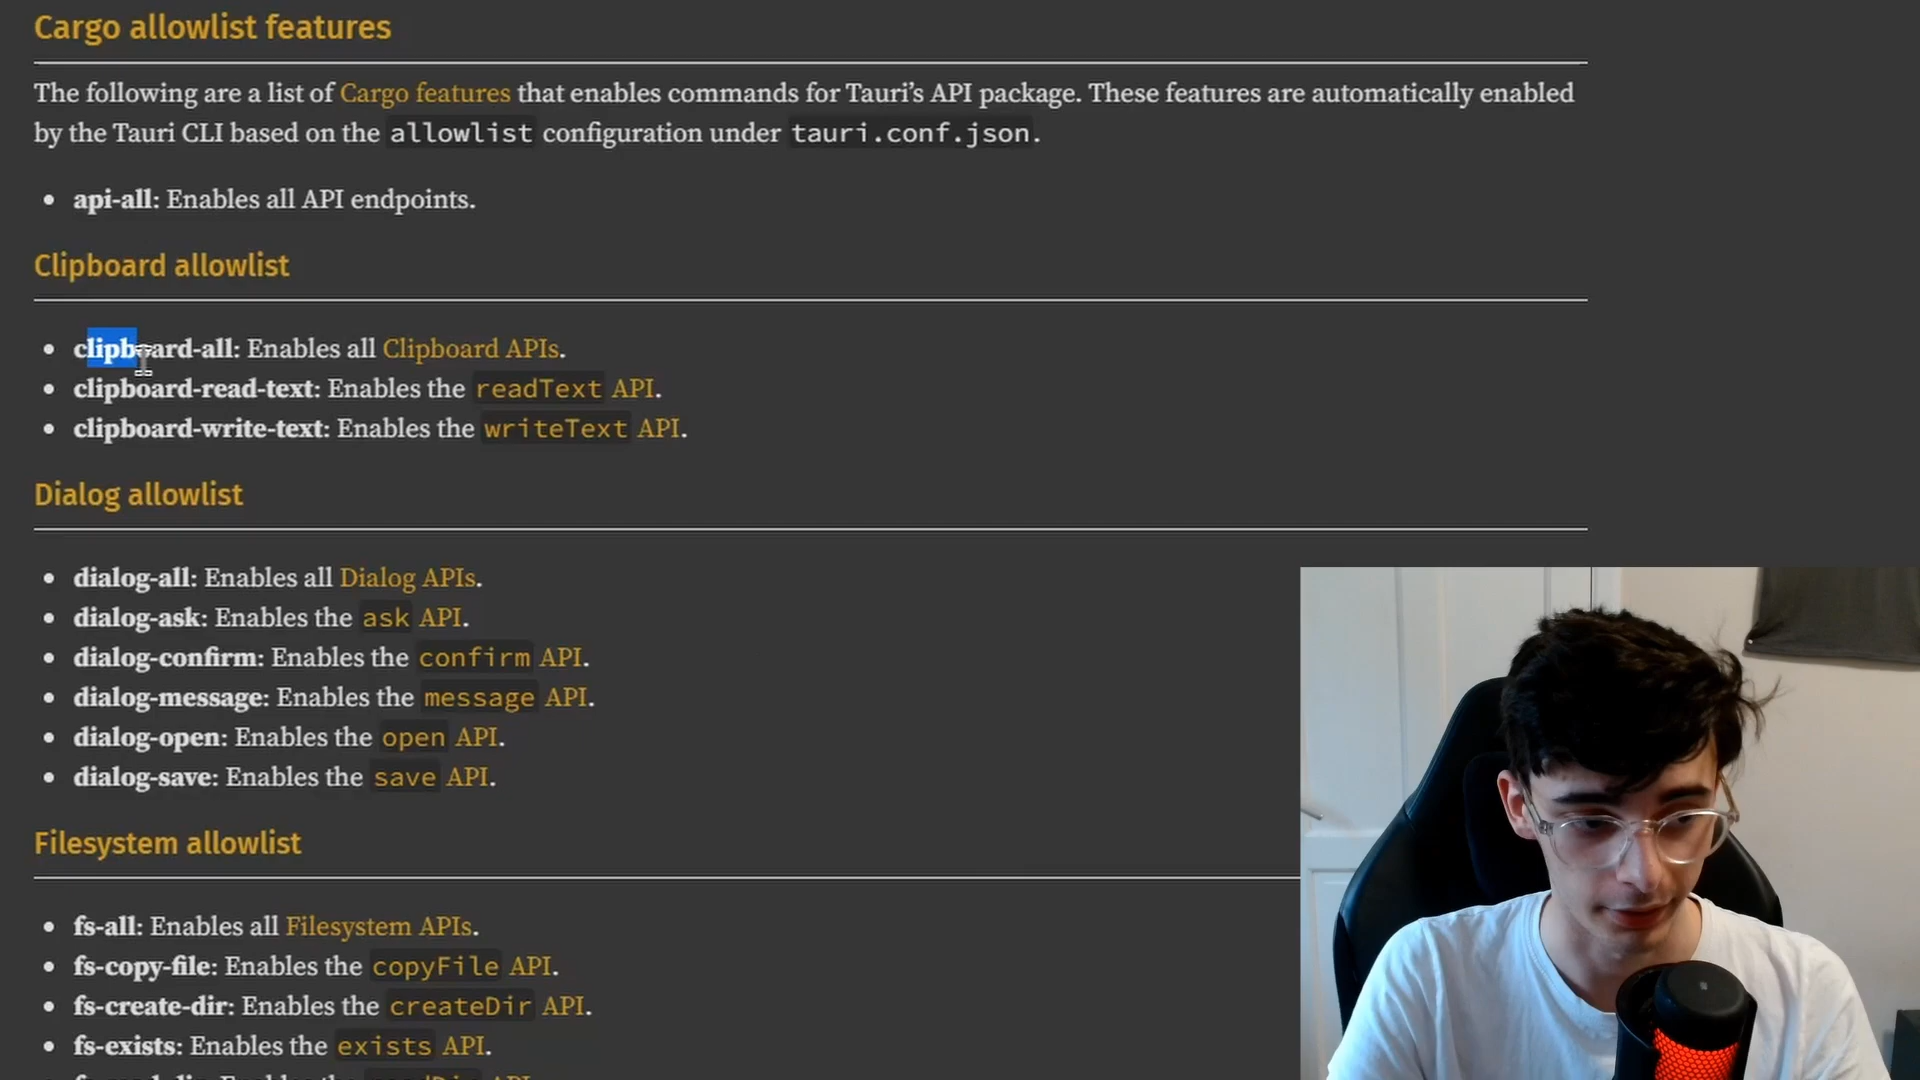 Cargo allowlist features
The following are a list of Cargo features that enables commands for Tauri’s API package. These features are automatically enabled
by the Tauri CLI based on the allowlist configuration under tauri.conf.json.
• api-all: Enables all API endpoints.
Clipboard allowlist
• clipboard-all: Enables all Clipboard APIs.
• clipboard-read-text: Enables the readText API.
• clipboard-write-text: Enables the writeText API.
Dialog allowlist
• dialog-all: Enables all Dialog APIs.
• dialog-ask: Enables the ask API.
• dialog-confirm: Enables the confirm API.
• dialog-message: Enables the message API.
• dialog-open: Enables the open API.
• dialog-save: Enables the save API.
Filesystem allowlist
• fs-all: Enables all Filesystem APIs.
• fs-copy-file: Enables the copyFile API.
• fs-create-dir: Enables the createDir API.
• fs-exists: Enables the exists API.